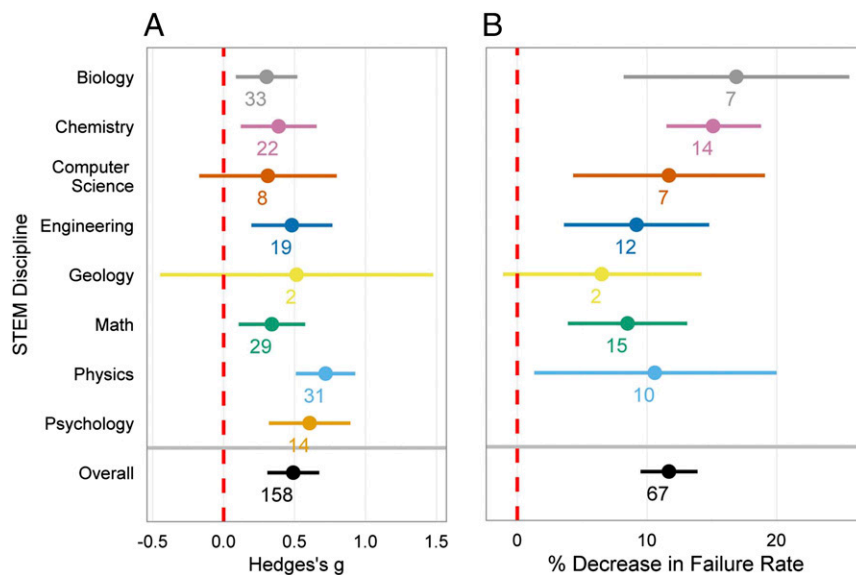 A
B
STEM Discipline
Biology
33
7
Chemistry
22
14
Computer
Science
8
7
Engineering
19
12
Geology
2
2
Math
29
15
Physics
31
10
Psychology
14
Overall
158
67
-0.5 0.0 0.5 1.0 1.5
0 10 20
Hedges's g
% Decrease in Failure Rate